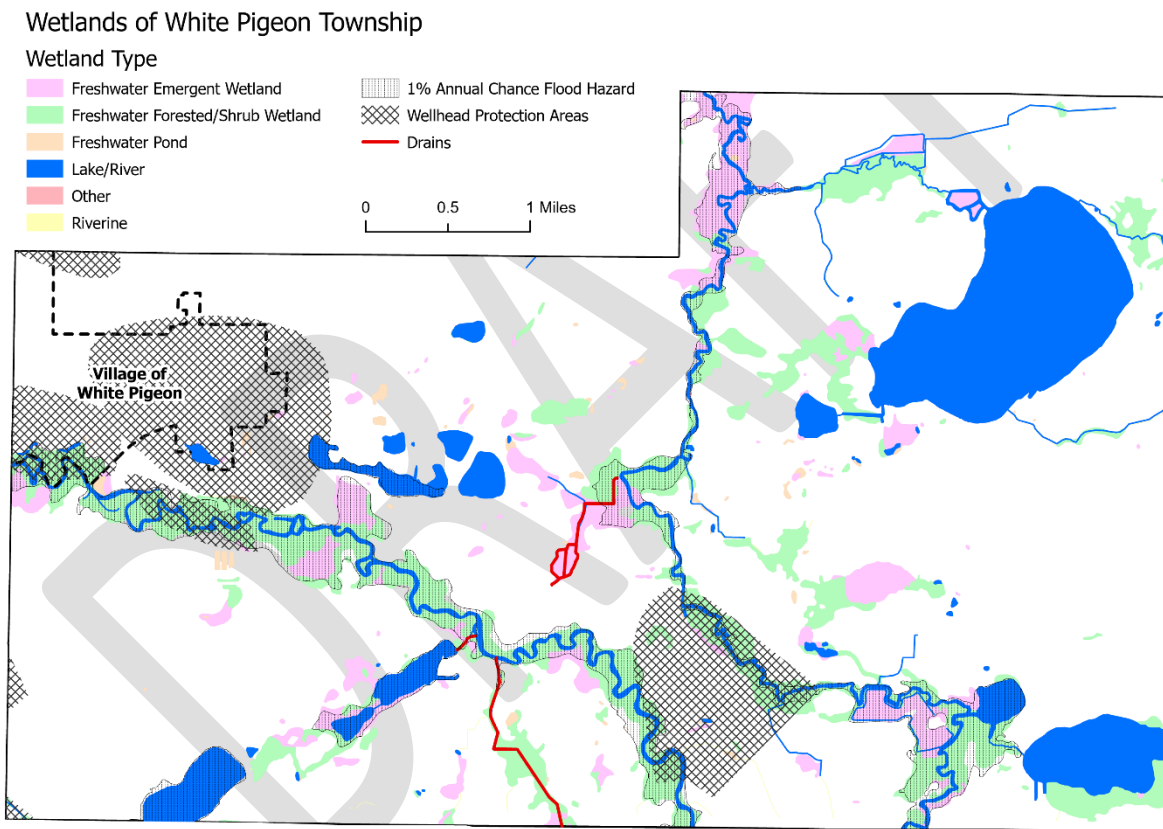 Wetlands of White Pigeon Township
Wetland Type
Freshwater Emergent Wetland
Freshwater Forested/Shrub Wetland
Freshwater Pond
Lake/River
Other
Riverine
1% Annual Chance Flood Hazard
Wellhead Protection Areas
Drains
0 0.5 1 Miles
Village of
White Pigeon
DRAFT